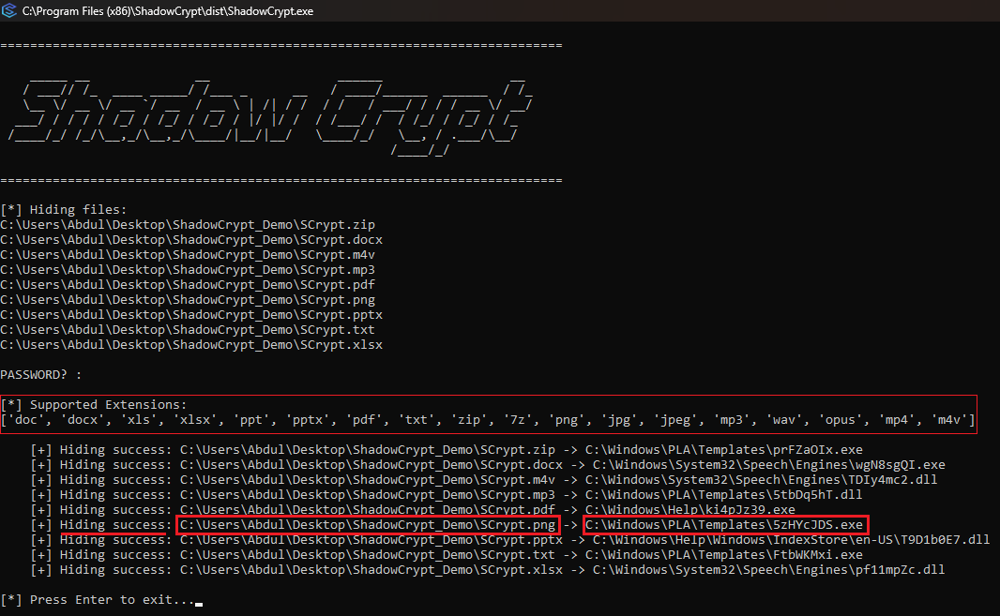 C:\Program Files (x86)\ShadowCrypt\dist\ShadowCrypt.exe
===========================================================================
Shadow Crypt
===========================================================================
[*] Hiding files:
C:\Users\Abdul\Desktop\ShadowCrypt_Demo\SCrypt.zip
C:\Users\Abdul\Desktop\ShadowCrypt_Demo\SCrypt.docx
C:\Users\Abdul\Desktop\ShadowCrypt_Demo\SCrypt.m4v
C:\Users\Abdul\Desktop\ShadowCrypt_Demo\SCrypt.mp3
C:\Users\Abdul\Desktop\ShadowCrypt_Demo\SCrypt.pdf
C:\Users\Abdul\Desktop\ShadowCrypt_Demo\SCrypt.png
C:\Users\Abdul\Desktop\ShadowCrypt_Demo\SCrypt.pptx
C:\Users\Abdul\Desktop\ShadowCrypt_Demo\SCrypt.txt
C:\Users\Abdul\Desktop\ShadowCrypt_Demo\SCrypt.xlsx
PASSWORD? :
[*] Supported Extensions:
['doc', 'docx', 'xls', 'xlsx', 'ppt', 'pptx', 'pdf', 'txt', 'zip', '7z', 'png', 'jpg', 'jpeg', 'mp3', 'wav', 'opus', 'mp4', 'm4v']
[+] Hiding success: C:\Users\Abdul\Desktop\ShadowCrypt_Demo\SCrypt.zip -> C:\Windows\PLA\Templates\prFZaOIx.exe
[+] Hiding success: C:\Users\Abdul\Desktop\ShadowCrypt_Demo\SCrypt.docx -> C:\Windows\System32\Speech\Engines\wgN8sgQI.exe
[+] Hiding success: C:\Users\Abdul\Desktop\ShadowCrypt_Demo\SCrypt.m4v -> C:\Windows\System32\Speech\Engines\TDIy4mc2.dll
[+] Hiding success: C:\Users\Abdul\Desktop\ShadowCrypt_Demo\SCrypt.mp3 -> C:\Windows\PLA\Templates\5tbDq5hT.dll
[+] Hiding success: C:\Users\Abdul\Desktop\ShadowCrypt_Demo\SCrypt.pdf -> C:\Windows\Help\ki4pJz39.exe
[+] Hiding success: C:\Users\Abdul\Desktop\ShadowCrypt_Demo\SCrypt.png -> C:\Windows\PLA\Templates\5zHYcJDS.exe
[+] Hiding success: C:\Users\Abdul\Desktop\ShadowCrypt_Demo\SCrypt.pptx -> C:\Windows\Help\Windows\IndexStore\en-US\T9D1b0E7.dll
[+] Hiding success: C:\Users\Abdul\Desktop\ShadowCrypt_Demo\SCrypt.txt -> C:\Windows\PLA\Templates\FtbWKMxi.exe
[+] Hiding success: C:\Users\Abdul\Desktop\ShadowCrypt_Demo\SCrypt.xlsx -> C:\Windows\System32\Speech\Engines\pf11mpZc.dll
[*] Press Enter to exit...